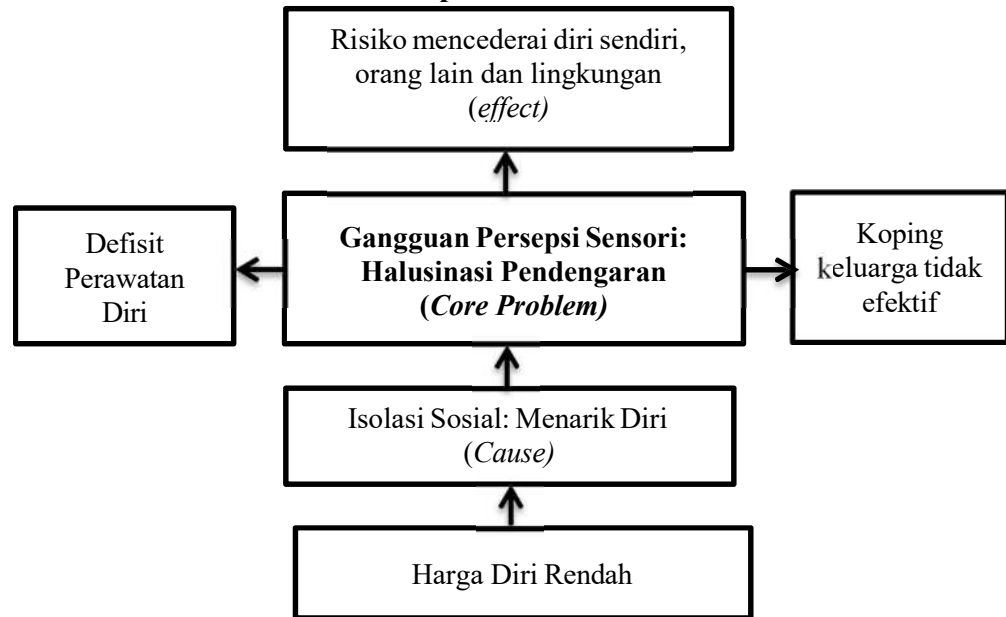 Risiko mencederai diri sendiri,
orang lain dan lingkungan
(effect)
Defisit
Perawatan
Diri
Gangguan Persepsi Sensori:
Halusinasi Pendengaran
(Core Problem)
Koping
keluarga tidak
efektif
Isolasi Sosial: Menarik Diri
(Cause)
Harga Diri Rendah